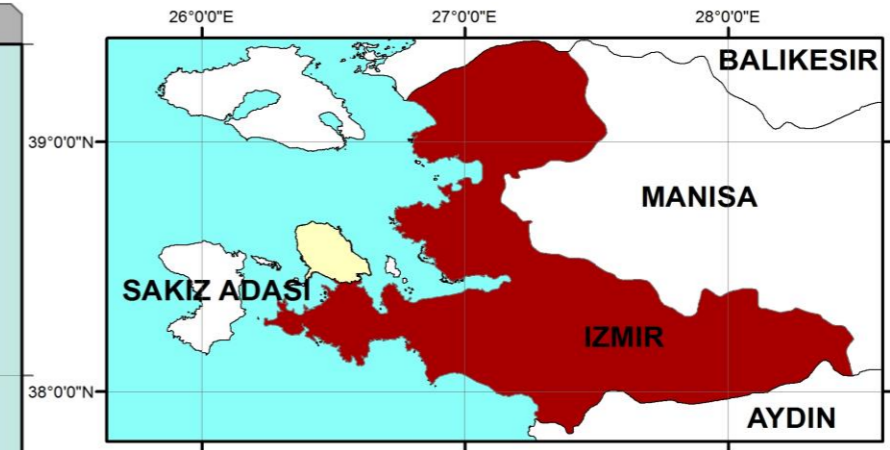 26°0'0"E 27°0'0"E 28°0'0"E
BALIKESIR
39°0'0"N
MANISA
SAKIZ ADASI
IZMIR
38°0'0"N
AYDIN